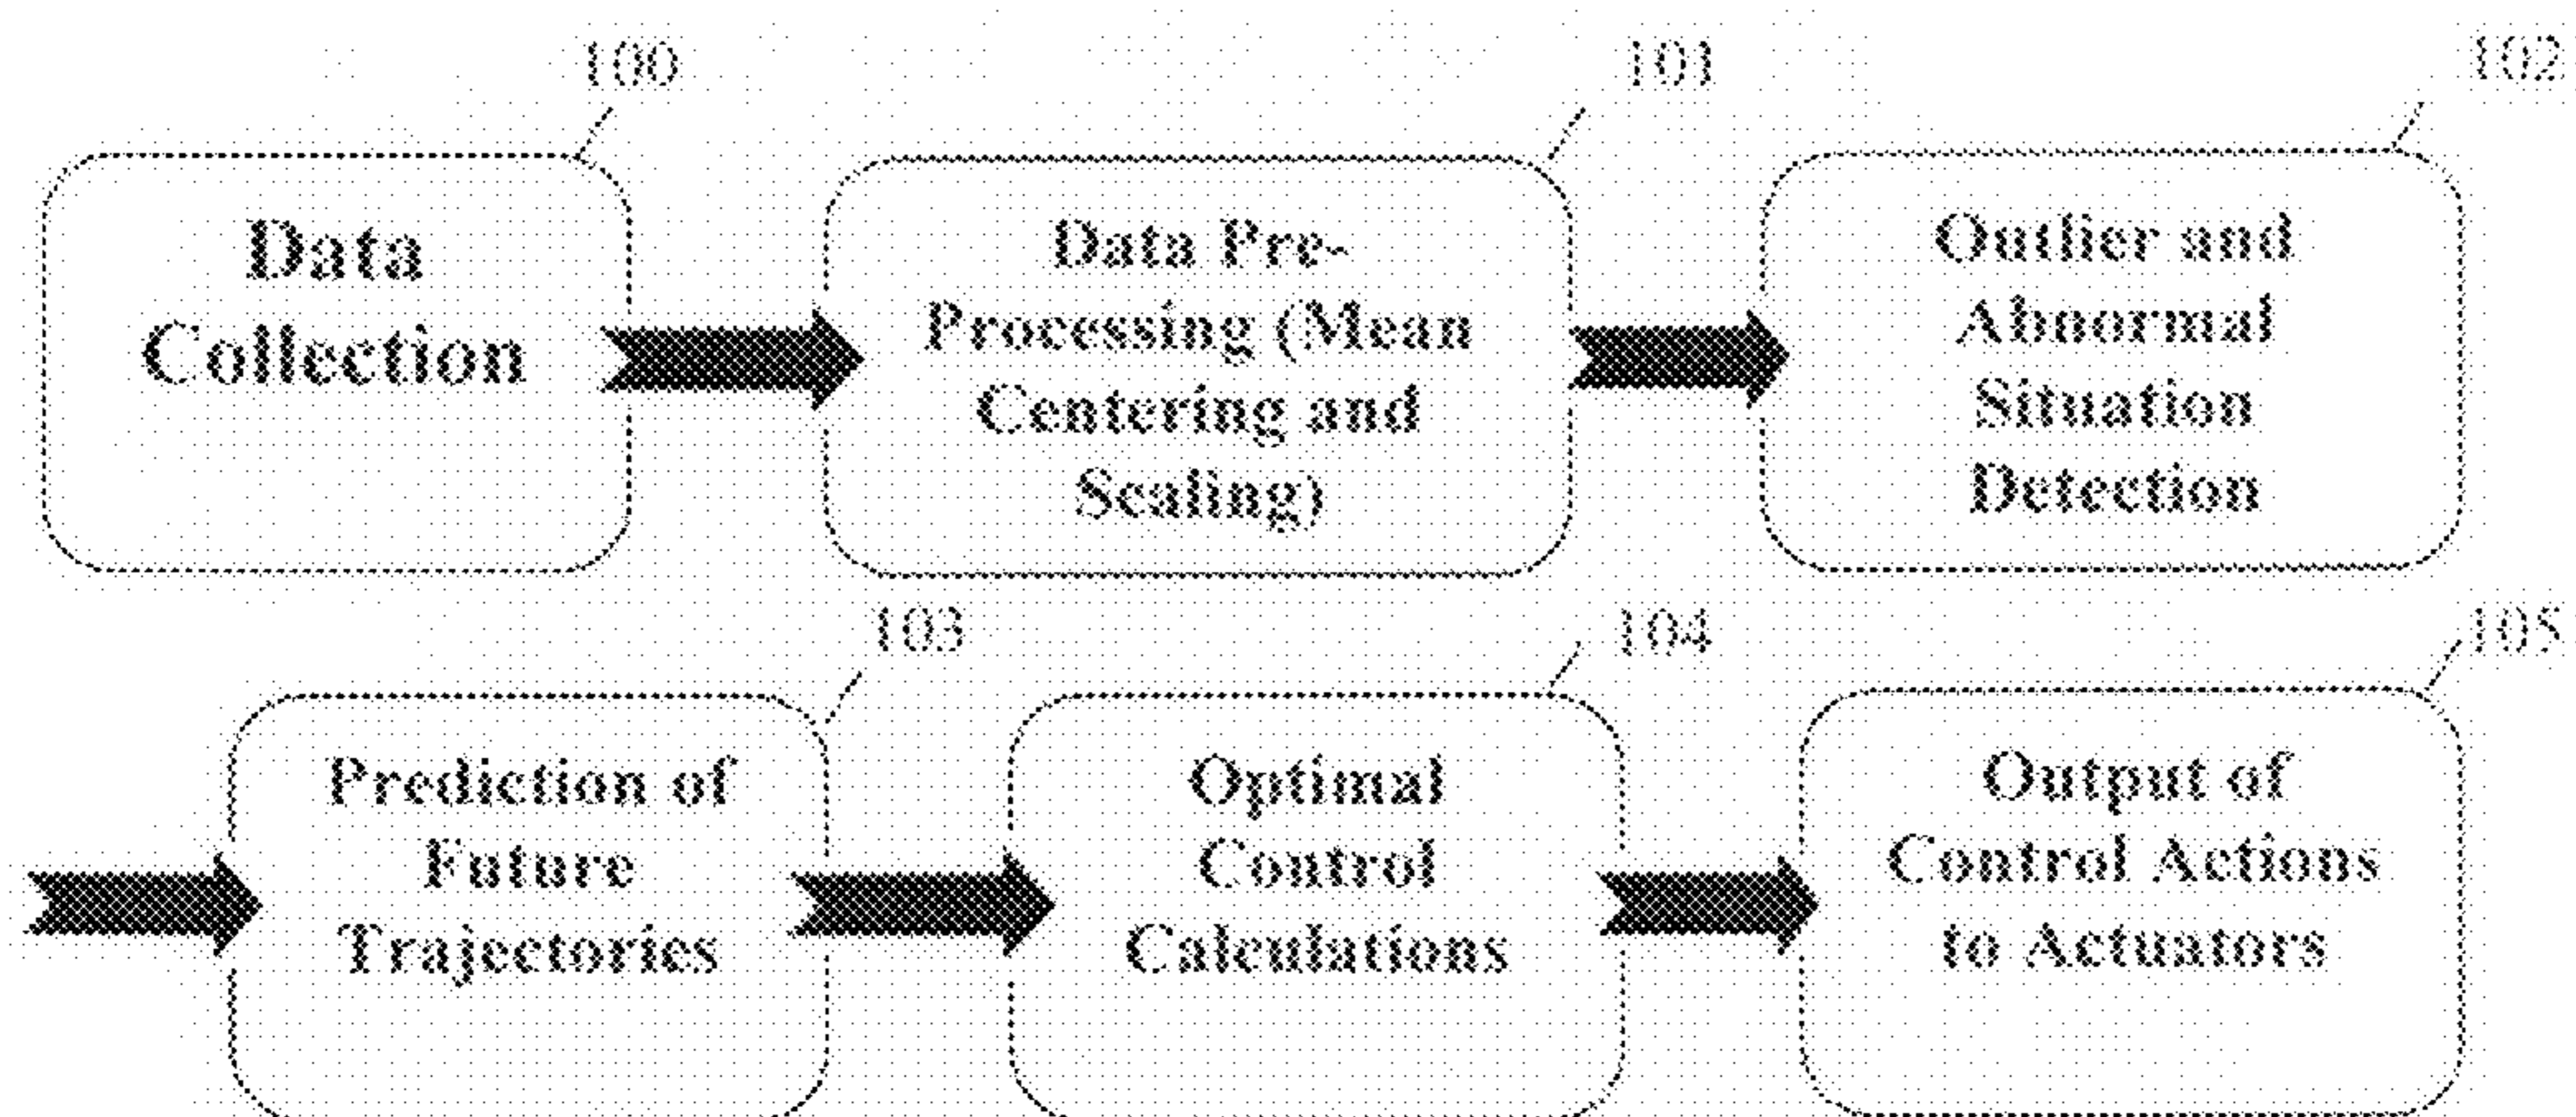 100
101
102
Data
Collection
Data Pre-
Processing (Mean
Centering and
Scaling)
Outlier and
Abnormal
Situation
Detection
103
104
105
Prediction of
Future
Trajectories
Optimal
Control
Calculations
Output of
Control Actions
to Actuators